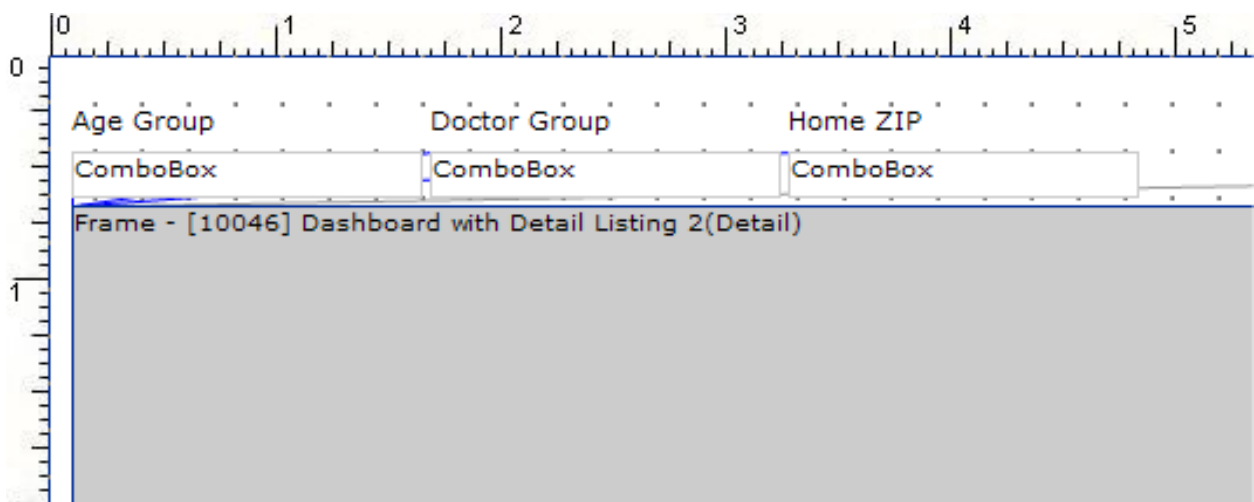 0 1 2 3 4 5
0
Age Group Doctor Group Home ZIP
ComboBox ComboBox ComboBox
Frame - [10046] Dashboard with Detail Listing 2(Detail)
1